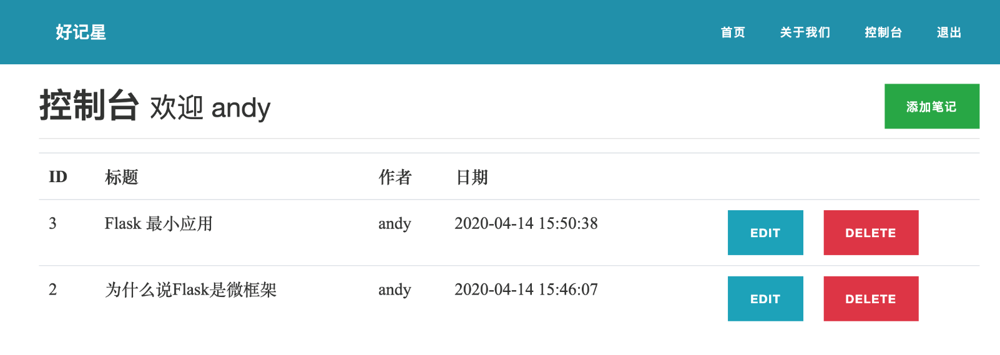 好记星 首页 关于我们 控制台 退出
控制台 欢迎 andy 添加笔记
ID 标题 作者 日期
3 Flask 最小应用 andy 2020-04-14 15:50:38 EDIT DELETE
2 为什么说Flask是微框架 andy 2020-04-14 15:46:07 EDIT DELETE